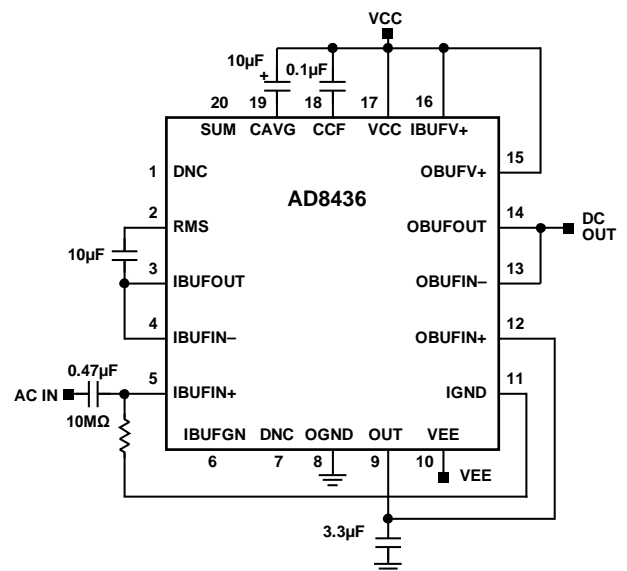 VCC
10µF
+
0.1µF
20 19 18 17 16
SUM CAVG CCF VCC IBUFV+
15
OBUFV+
1
DNC
AD8436
2
RMS
14
OBUFOUT
DC
OUT
10µF
3
IBUFOUT
13
OBUFIN–
4
IBUFIN–
12
OBUFIN+
0.47µF
AC IN
5
IBUFIN+
11
IGND
10MΩ
IBUFGN DNC OGND OUT VEE
6 7 8 9 10
VEE
3.3µF